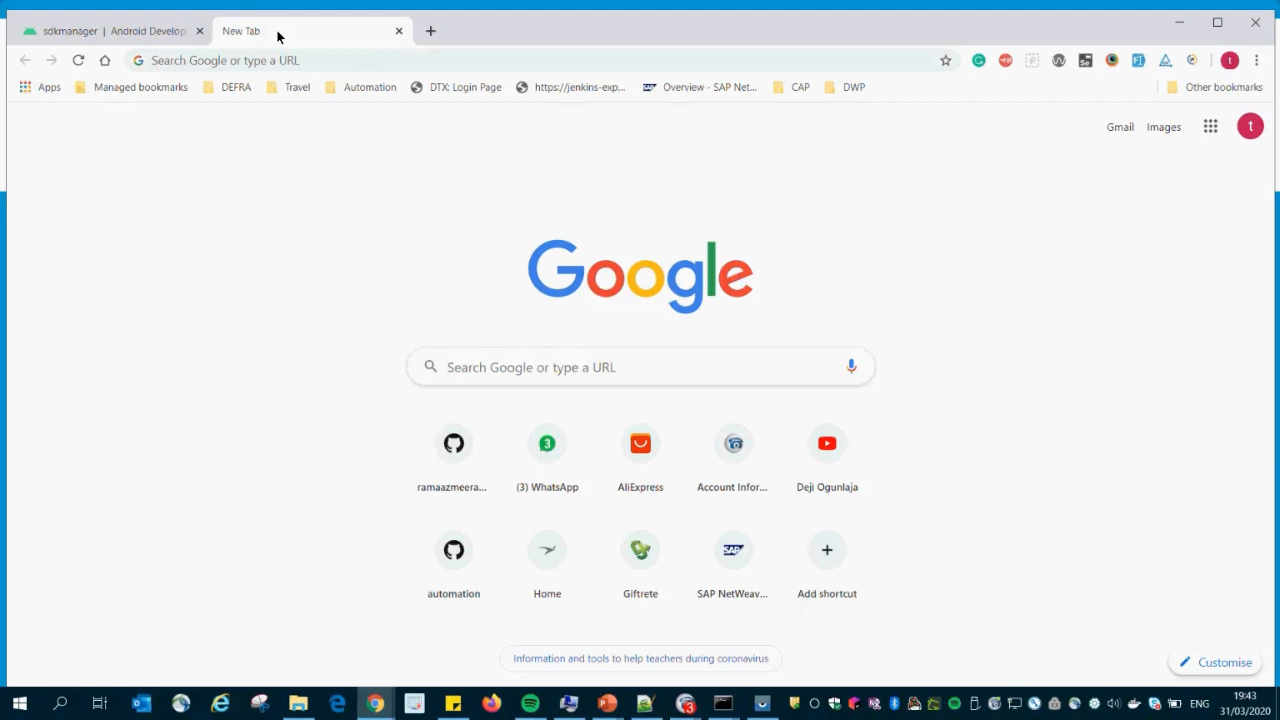 sdkmanager | Android Develop
New Tab
Search Google or type a URL
Apps
Managed bookmarks
DEFRA
Travel
Automation
DTX: Login Page
https://jenkins-exp...
Overview - SAP Net...
CAP
DWP
Other bookmarks
Gmail
Images
t
Google
Search Google or type a URL
ramaazmeera...
(3) WhatsApp
AliExpress
Account Infor...
Deji Ogunlaja
automation
Home
Giftrete
SAP NetWeav...
Add shortcut
Information and tools to help teachers during coronavirus
Customise
ENG
19:43
31/03/2020